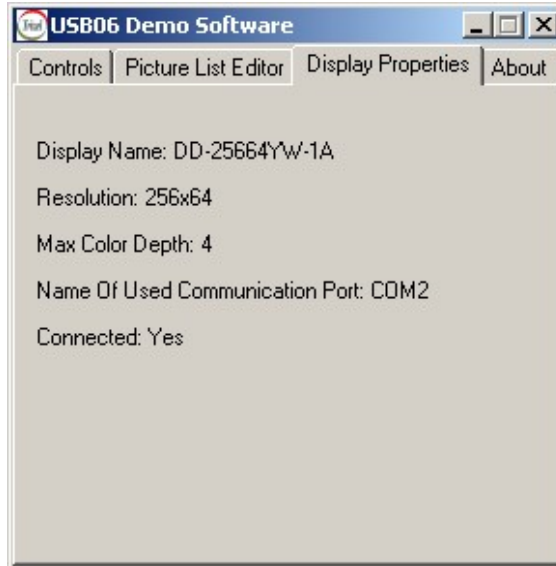 USB06 Demo Software
Controls Picture List Editor Display Properties About
Display Name: DD-25664YW-1A
Resolution: 256x64
Max Color Depth: 4
Name Of Used Communication Port: COM2
Connected: Yes